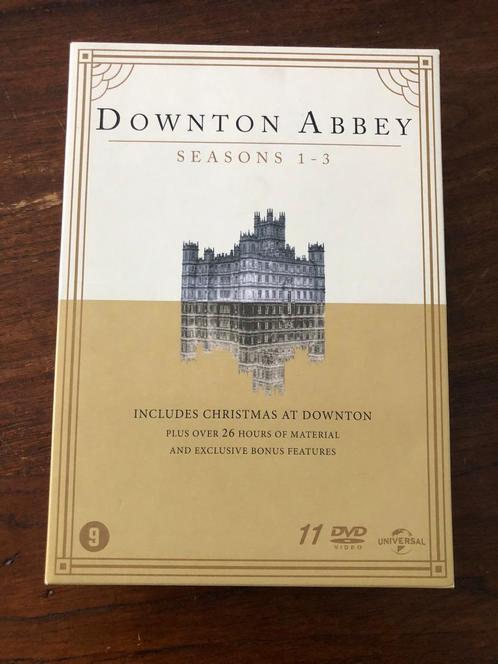 DOWNTON ABBEY
SEASONS 1-3
INCLUDES CHRISTMAS AT DOWNTON
PLUS OVER 26 HOURS OF MATERIAL
AND EXCLUSIVE BONUS FEATURES
9
11 DVD
VIDEO
UNIVERSAL